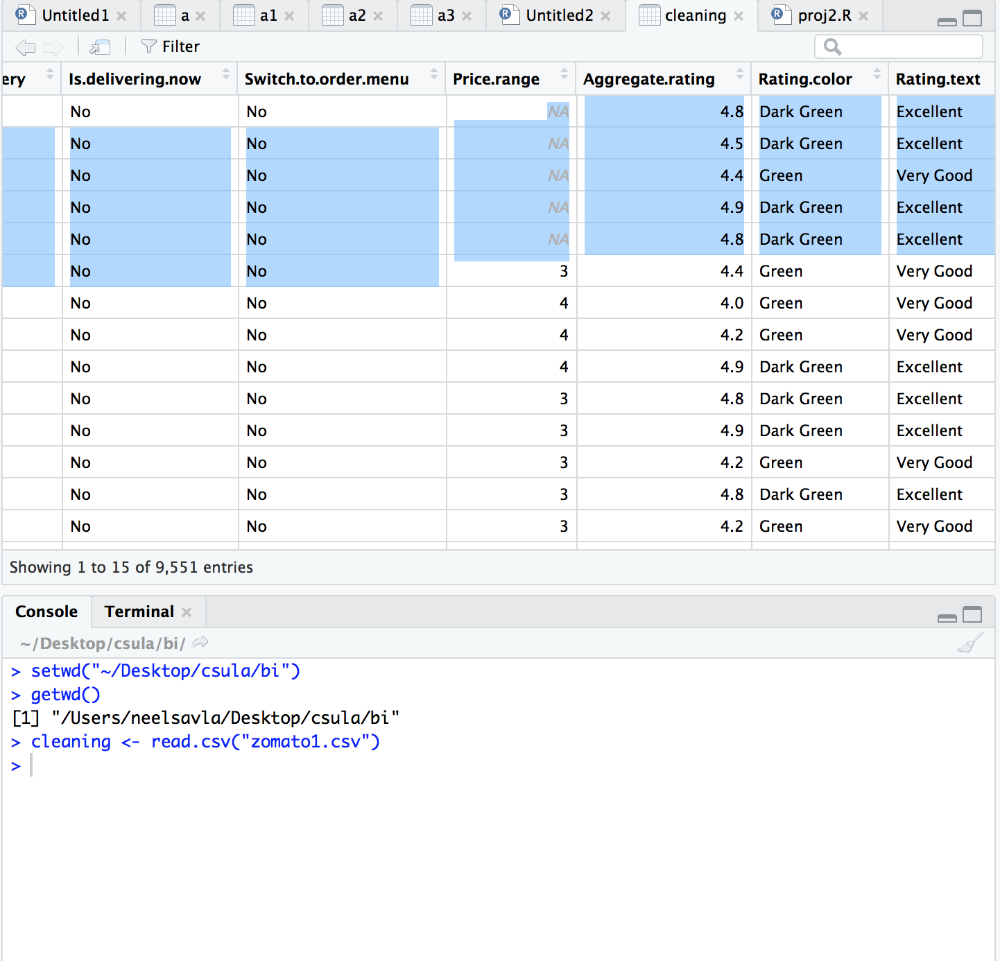 Untitled1 a a1 a2 a3 Untitled2 cleaning proj2.R
Filter
ery Is.delivering.now Switch.to.order.menu Price.range Aggregate.rating Rating.color Rating.text
No No NA 4.8 Dark Green Excellent
No No NA 4.5 Dark Green Excellent
No No NA 4.4 Green Very Good
No No NA 4.9 Dark Green Excellent
No No NA 4.8 Dark Green Excellent
No No 3 4.4 Green Very Good
No No 4 4.0 Green Very Good
No No 4 4.2 Green Very Good
No No 4 4.9 Dark Green Excellent
No No 3 4.8 Dark Green Excellent
No No 3 4.9 Dark Green Excellent
No No 3 4.2 Green Very Good
No No 3 4.8 Dark Green Excellent
No No 3 4.2 Green Very Good
Showing 1 to 15 of 9,551 entries
Console Terminal
~/Desktop/csula/bi/
> setwd("~/Desktop/csula/bi")
> getwd()
[1] "/Users/neelsavla/Desktop/csula/bi"
> cleaning <- read.csv("zomato1.csv")
>